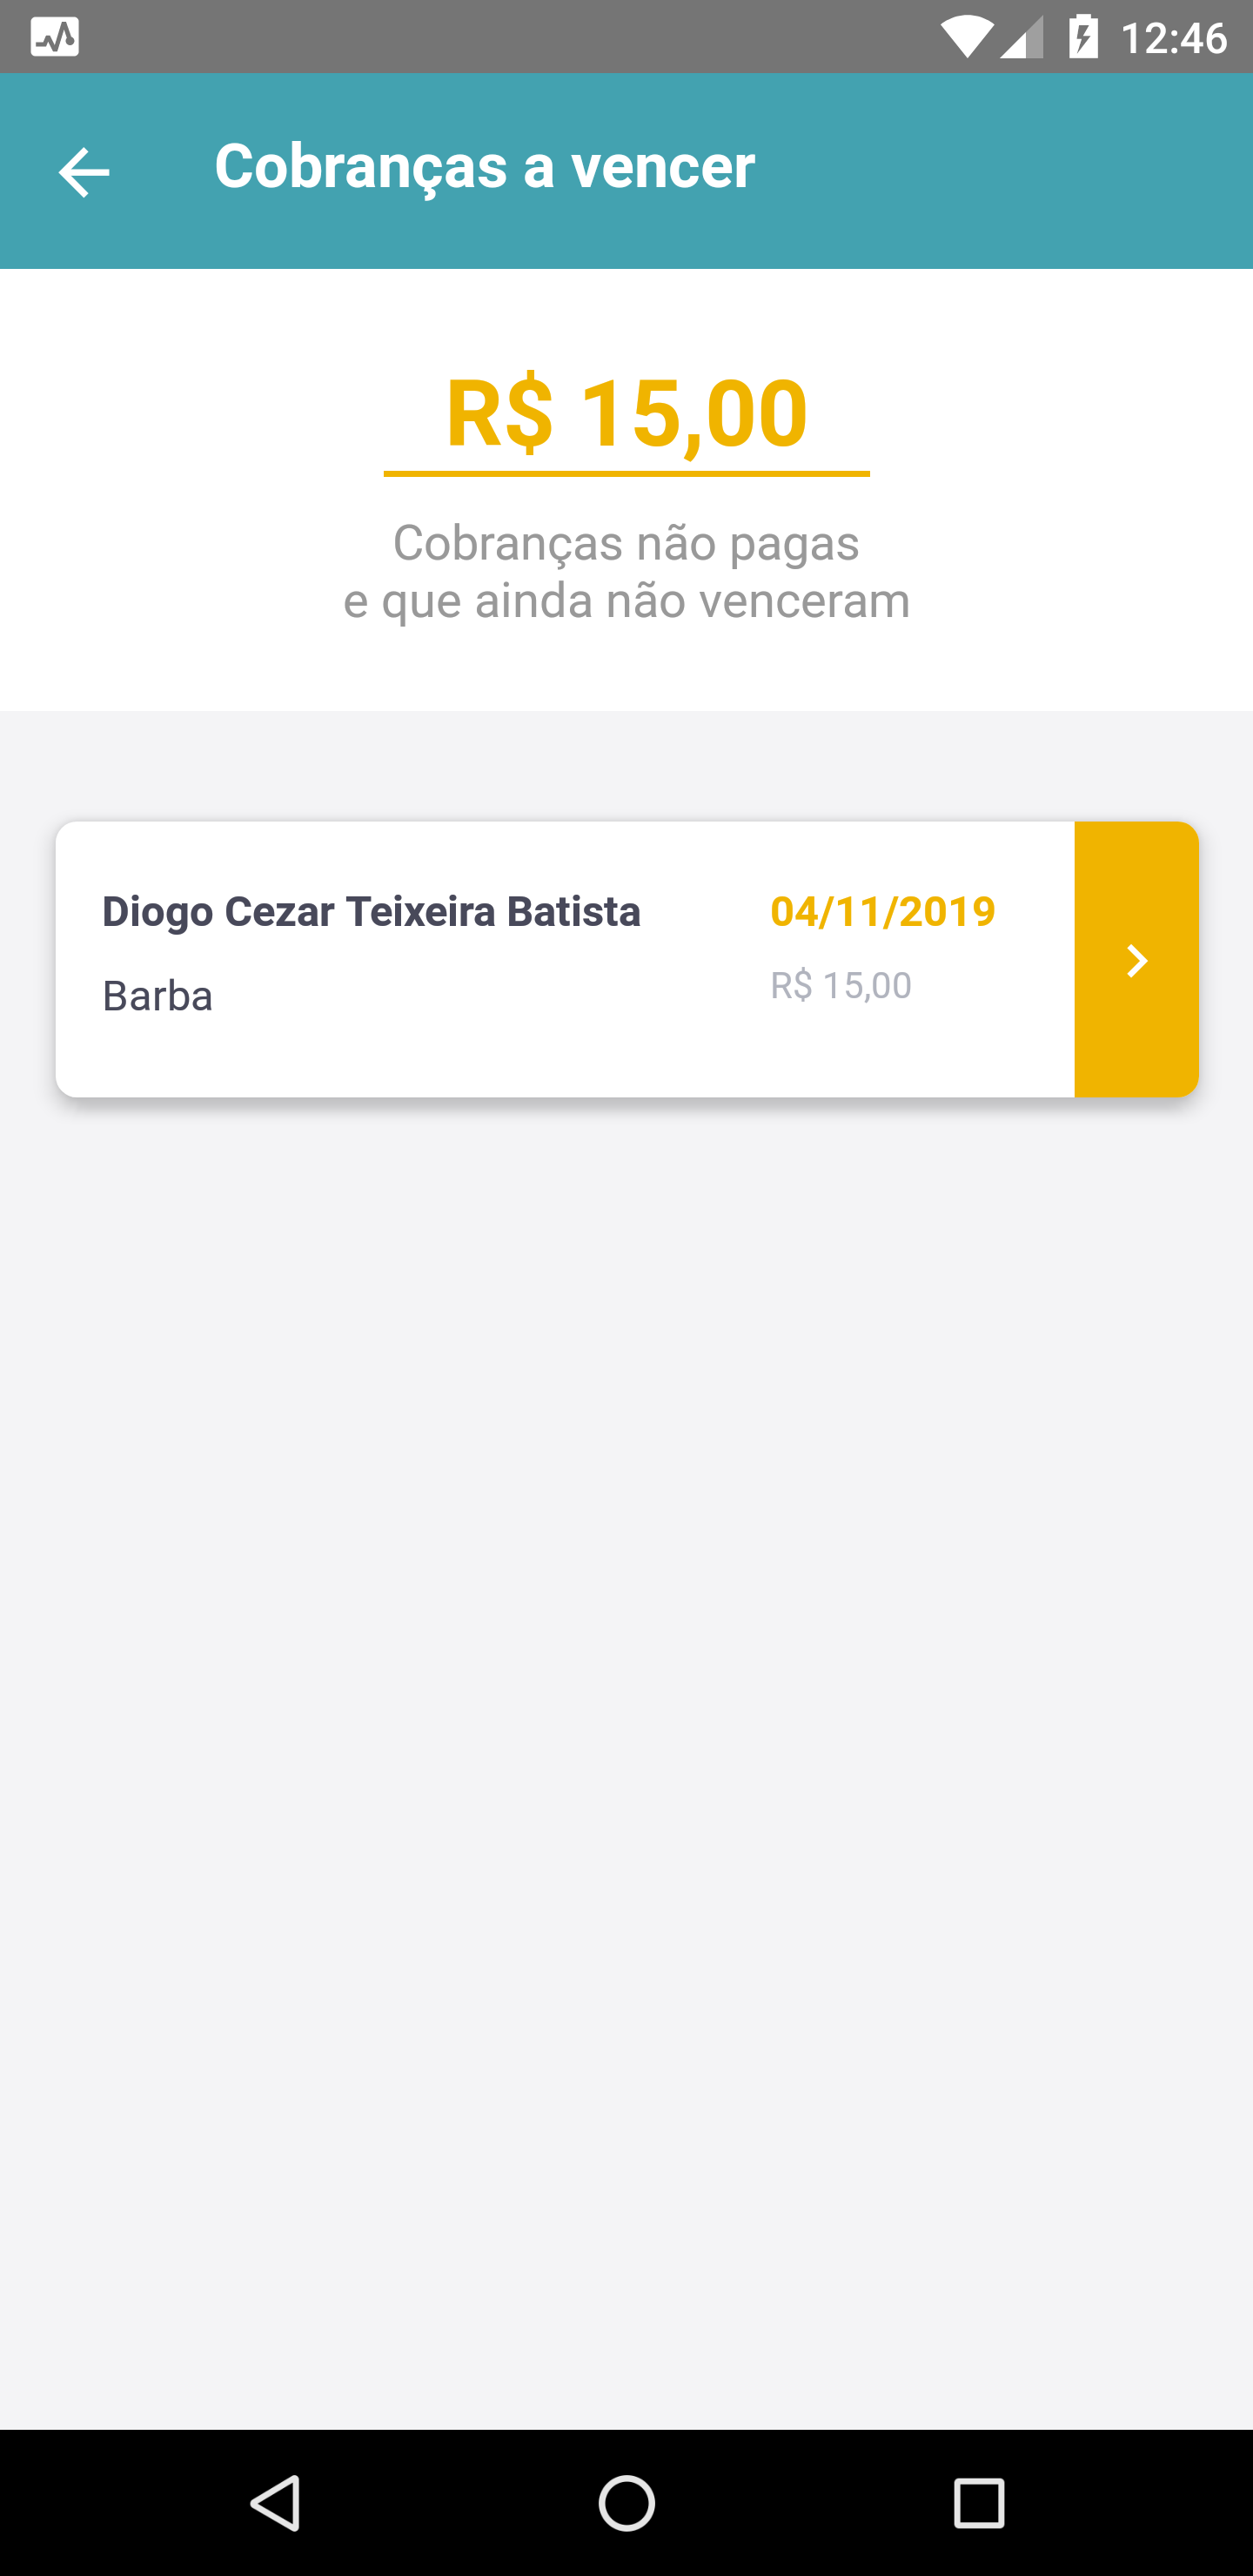 12:46
Cobranças a vencer
R$ 15,00
Cobranças não pagas
e que ainda não venceram
Diogo Cezar Teixeira Batista
04/11/2019
Barba
R$ 15,00